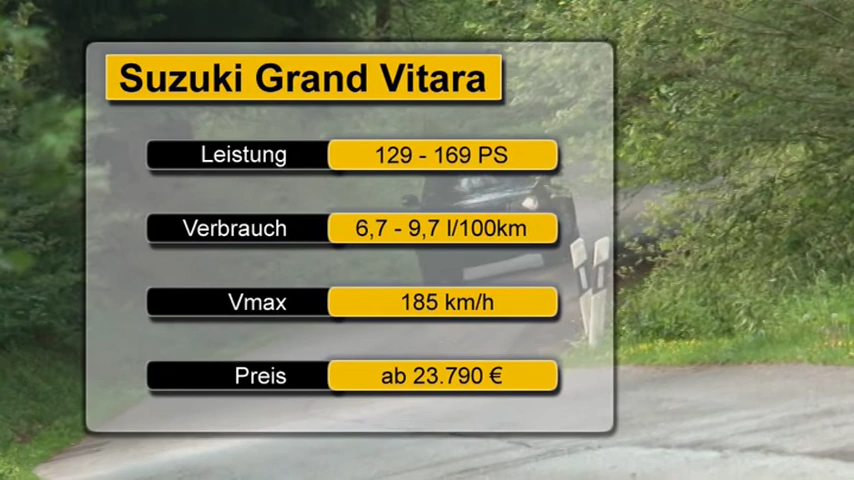 Suzuki Grand Vitara
Leistung 129 - 169 PS
Verbrauch 6,7 - 9,7 l/100km
Vmax 185 km/h
Preis ab 23.790 €